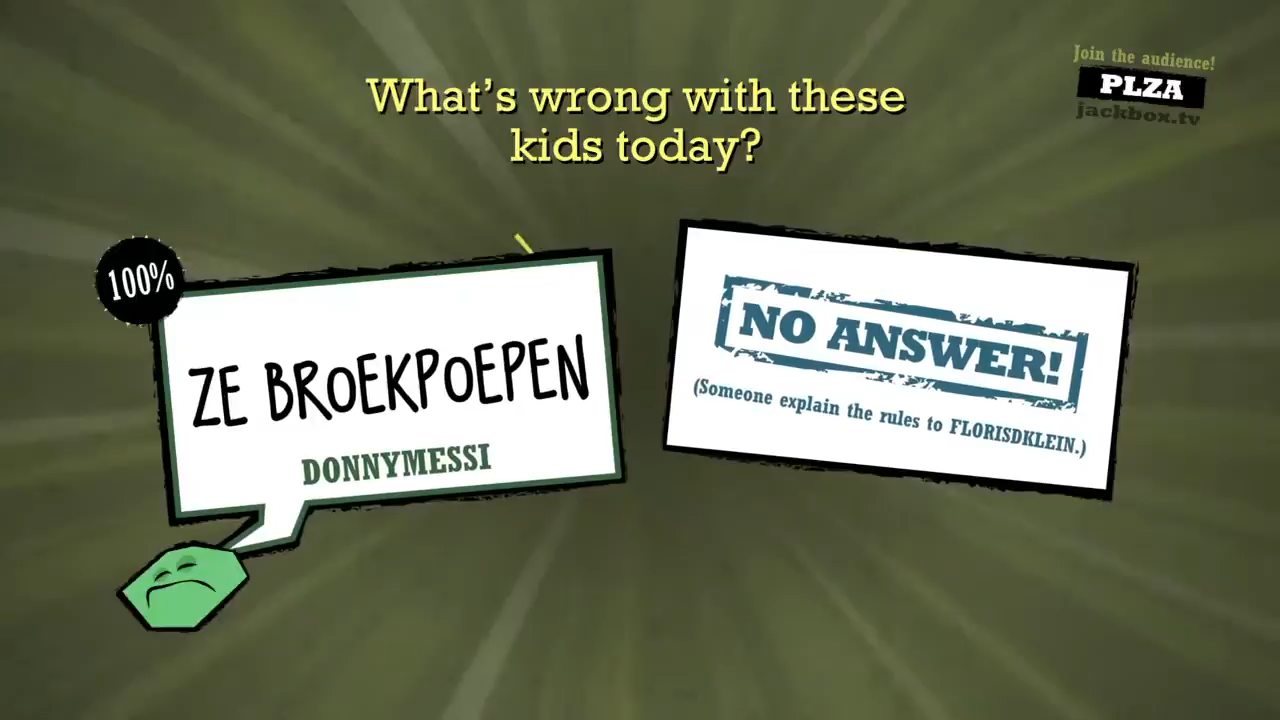 What's wrong with these
kids today?
Join the audience!
PLZA
jackbox.tv
100%
ZE BROEKPOEPEN
DONNYMESSI
NO ANSWER!
(Someone explain the rules to FLORISDKLEIN.)